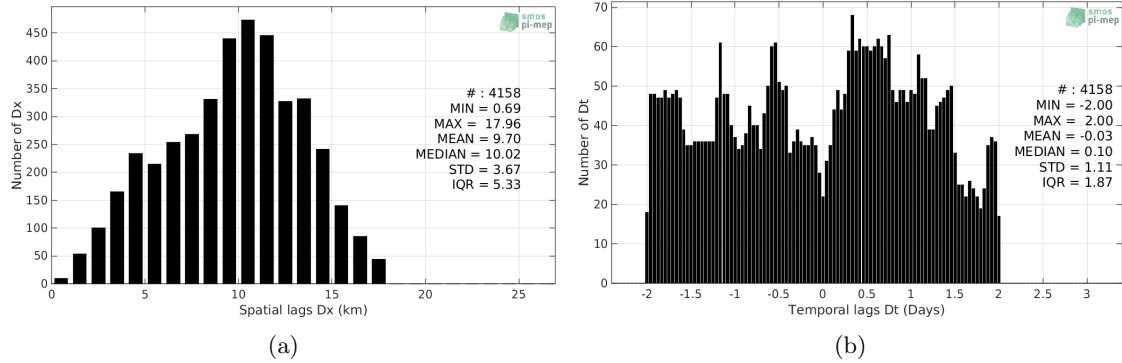 smos
pi-mep
450
400
350
300
250
200
150
100
50
0
Number of Dx
# : 4158
MIN = 0.69
MAX = 17.96
MEAN = 9.70
MEDIAN = 10.02
STD = 3.67
IQR = 5.33
0 5 10 15 20 25
Spatial lags Dx (km)
(a)
smos
pi-mep
70
60
50
40
30
20
10
0
Number of Dt
# : 4158
MIN = -2.00
MAX = 2.00
MEAN = -0.03
MEDIAN = 0.10
STD = 1.11
IQR = 1.87
-2 -1.5 -1 -0.5 0 0.5 1 1.5 2 2.5 3
Temporal lags Dt (Days)
(b)